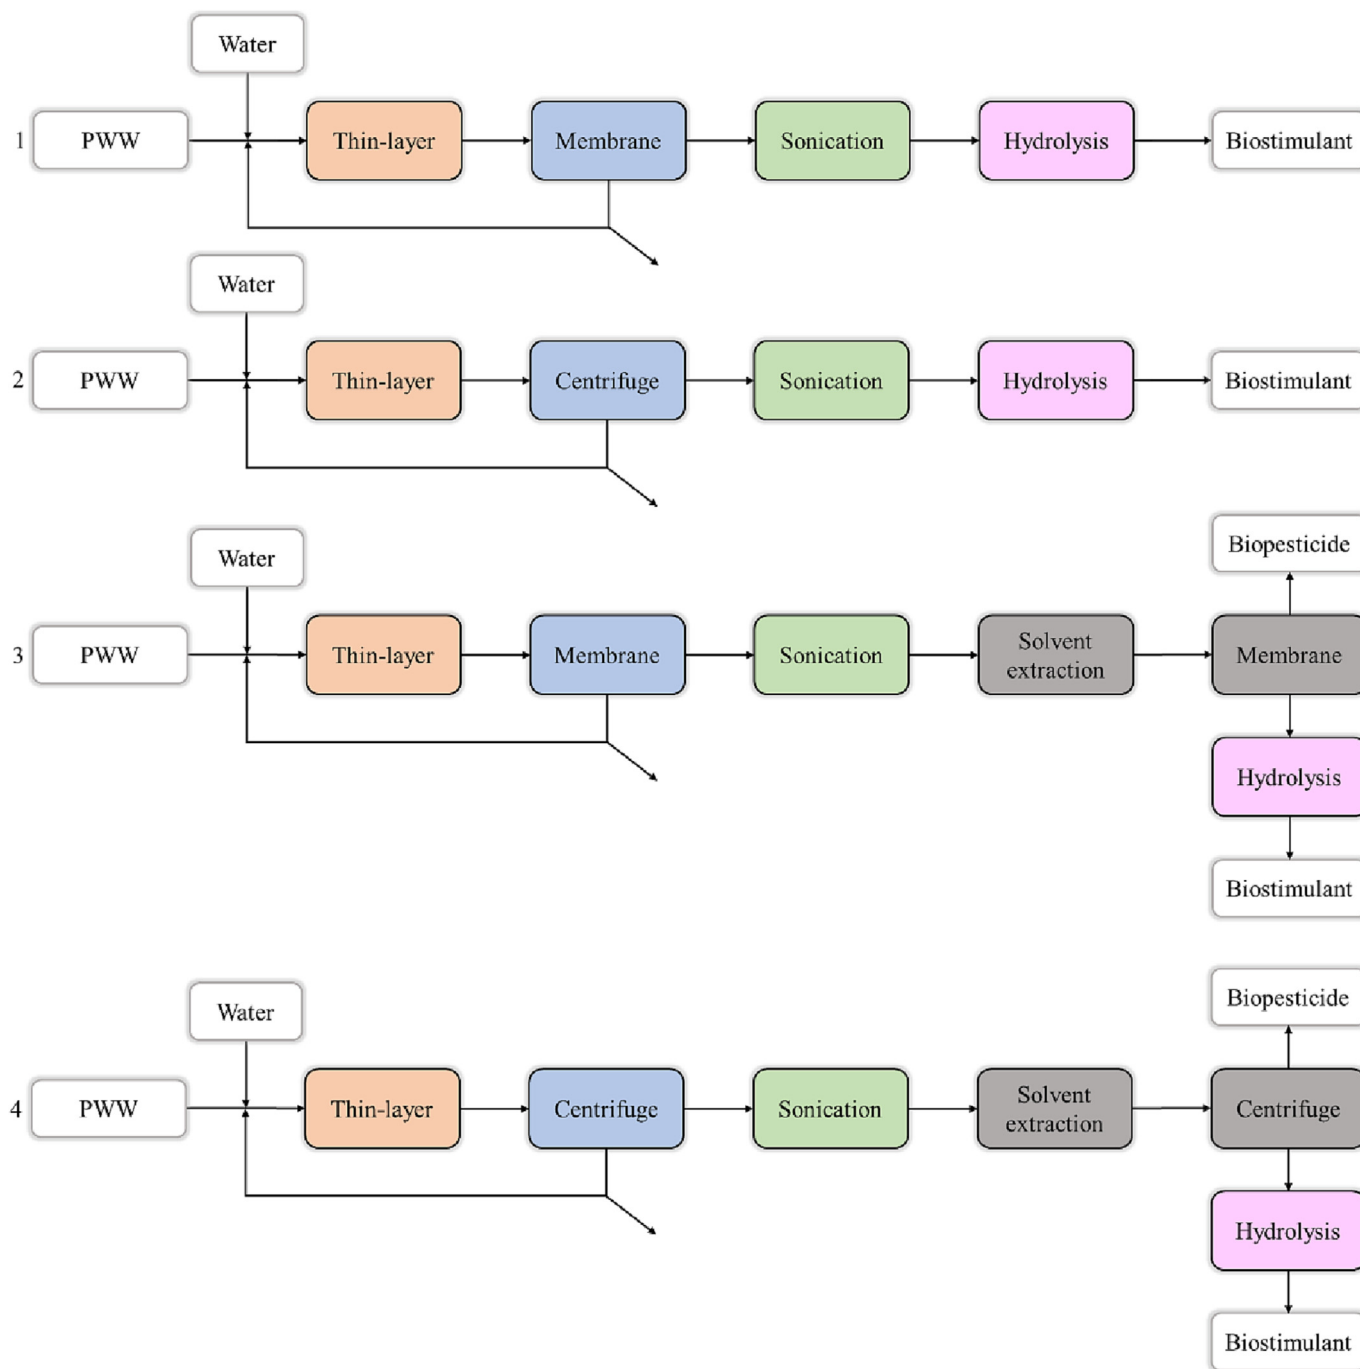 Water
1
PWW
Thin-layer
Membrane
Sonication
Hydrolysis
Biostimulant
Water
2
PWW
Thin-layer
Centrifuge
Sonication
Hydrolysis
Biostimulant
Water
Biopesticide
3
PWW
Thin-layer
Membrane
Sonication
Solvent
extraction
Membrane
Hydrolysis
Biostimulant
Water
Biopesticide
4
PWW
Thin-layer
Centrifuge
Sonication
Solvent
extraction
Centrifuge
Hydrolysis
Biostimulant